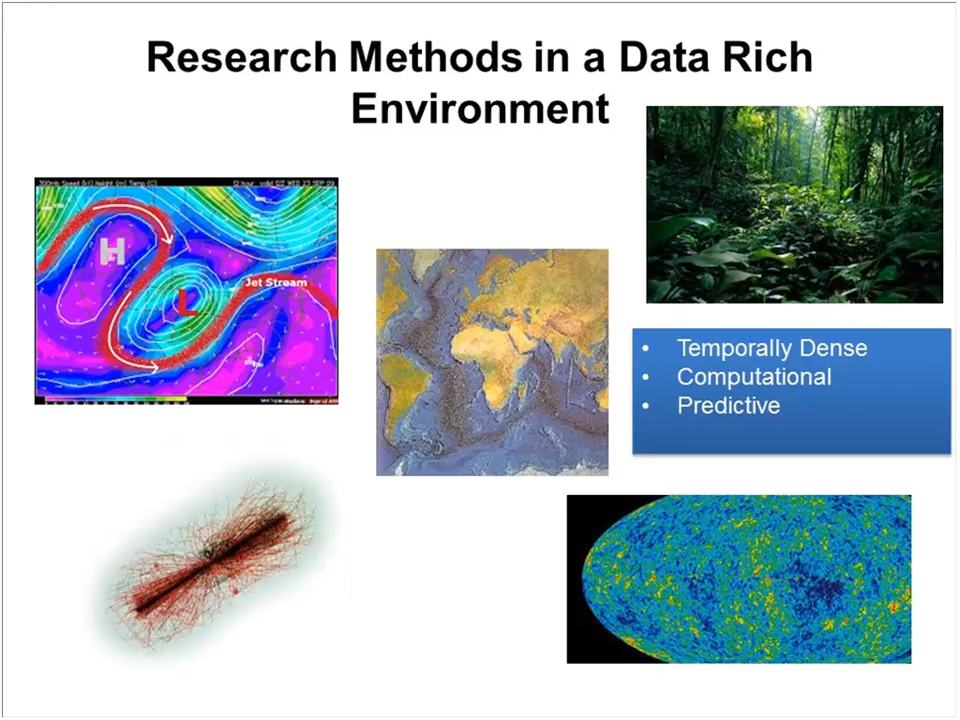 Research Methods in a Data Rich
Environment
H
L
Jet Stream
• Temporally Dense
• Computational
• Predictive